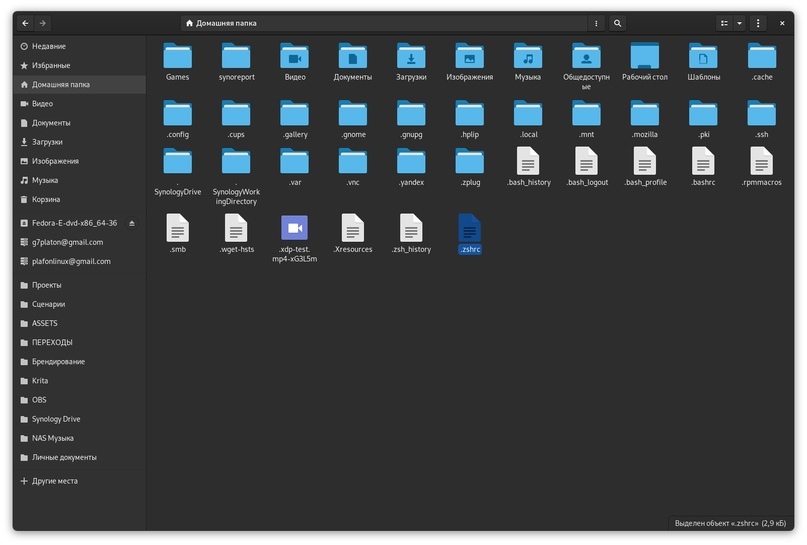 Домашняя папка
Недавние
Избранные
Домашняя папка
Видео
Документы
Загрузки
Изображения
Музыка
Корзина
Fedora-E-dvd-x86_64-36
g7platon@gmail.com
plafonlinux@gmail.com
Проекты
Сценарии
ASSETS
ПЕРЕХОДЫ
Брендирование
Krita
OBS
Synology Drive
NAS Музыка
Личные документы
Другие места
Games
synoreport
Видео
Документы
Загрузки
Изображения
Музыка
Общедоступн
ые
Рабочий стол
Шаблоны
.cache
.config
.cups
.gallery
.gnome
.gnupg
.hplip
.local
.mnt
.mozilla
.pki
.ssh
.
SynologyDrive
.
SynologyWork
ingDirectory
.var
.vnc
.yandex
.zplug
.bash_history
.bash_logout
.bash_profile
.bashrc
.rpmmacros
.smb
.wget-hsts
.xdp-test.
mp4-xG3L5m
.Xresources
.zsh_history
.zshrc
Выделен объект «.zshrc» (2,9 кБ)